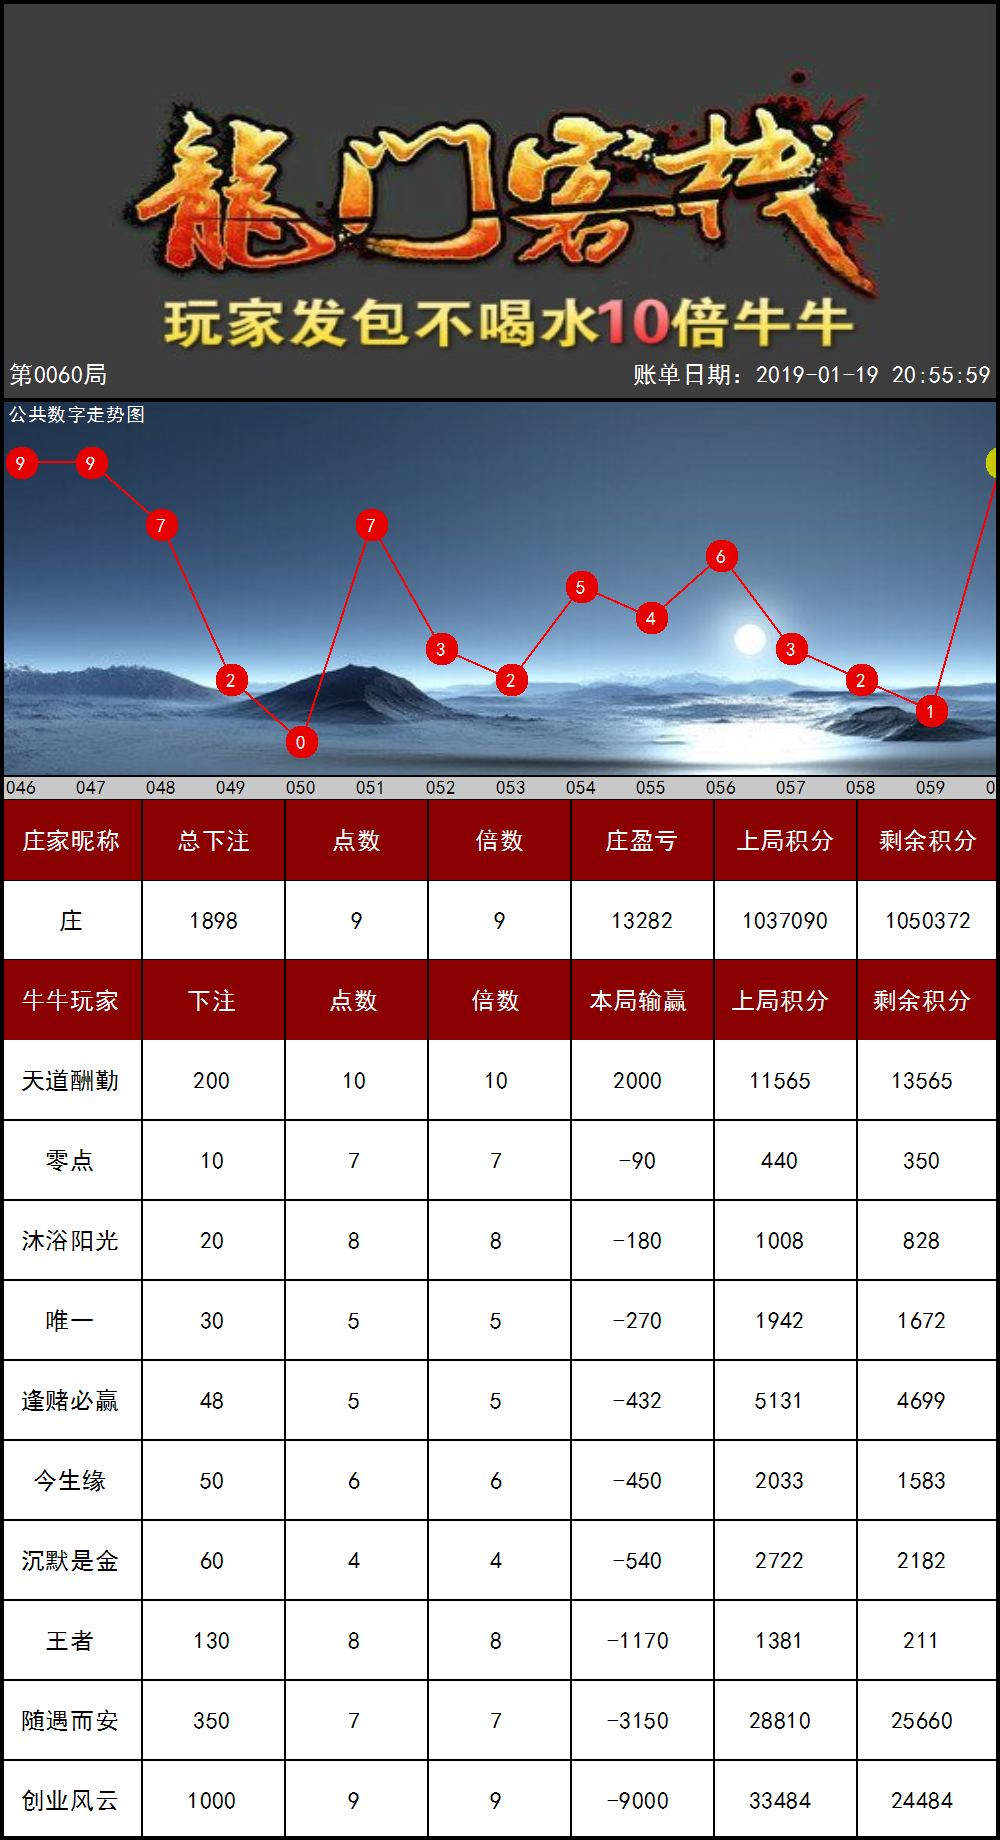 龍门客栈
玩家发包不喝水10倍牛牛
第0060局 账单日期：2019-01-19 20:55:59
公共数字走势图
9 9 7 2 0 7 3 2 5 4 6 3 2 1
046 047 048 049 050 051 052 053 054 055 056 057 058 059 0
庄家昵称 总下注 点数 倍数 庄盈亏 上局积分 剩余积分
庄 1898 9 9 13282 1037090 1050372
牛牛玩家 下注 点数 倍数 本局输赢 上局积分 剩余积分
天道酬勤 200 10 10 2000 11565 13565
零点 10 7 7 -90 440 350
沐浴阳光 20 8 8 -180 1008 828
唯一 30 5 5 -270 1942 1672
逢赌必赢 48 5 5 -432 5131 4699
今生缘 50 6 6 -450 2033 1583
沉默是金 60 4 4 -540 2722 2182
王者 130 8 8 -1170 1381 211
随遇而安 350 7 7 -3150 28810 25660
创业风云 1000 9 9 -9000 33484 24484